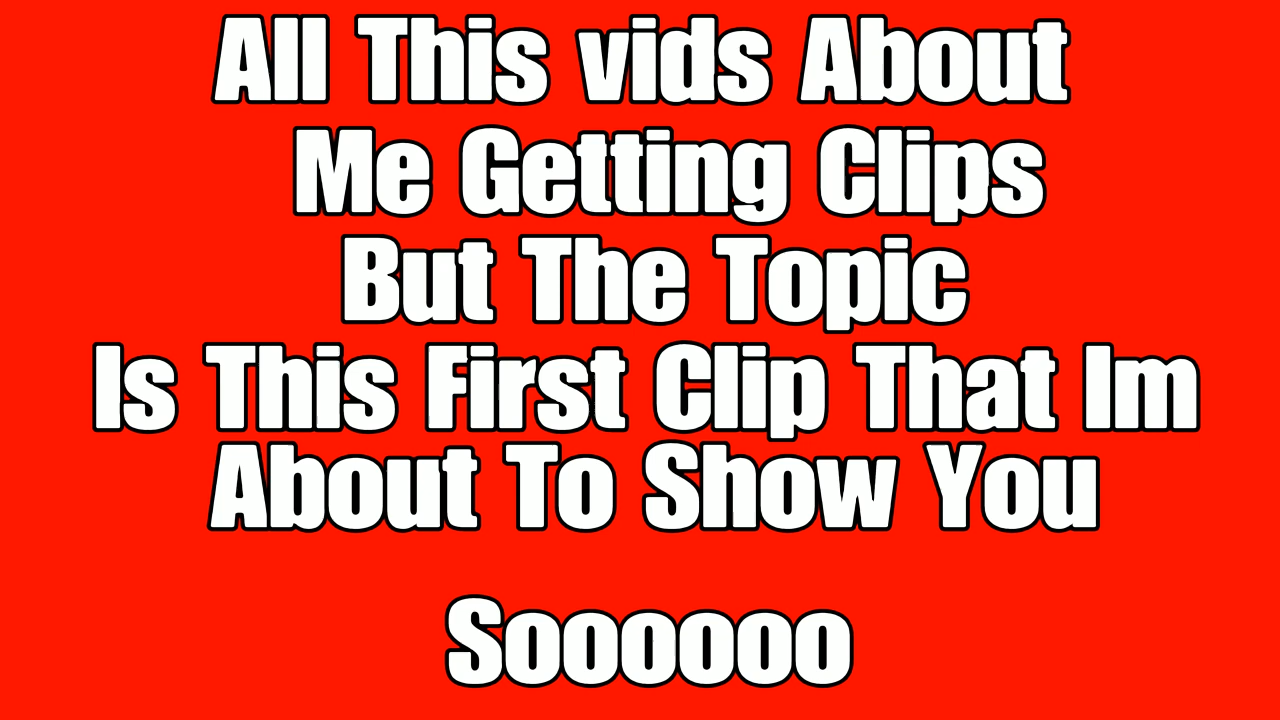 All This vids About
Me Getting Clips
But The Topic
Is This First Clip That Im
About To Show You
Soooooo